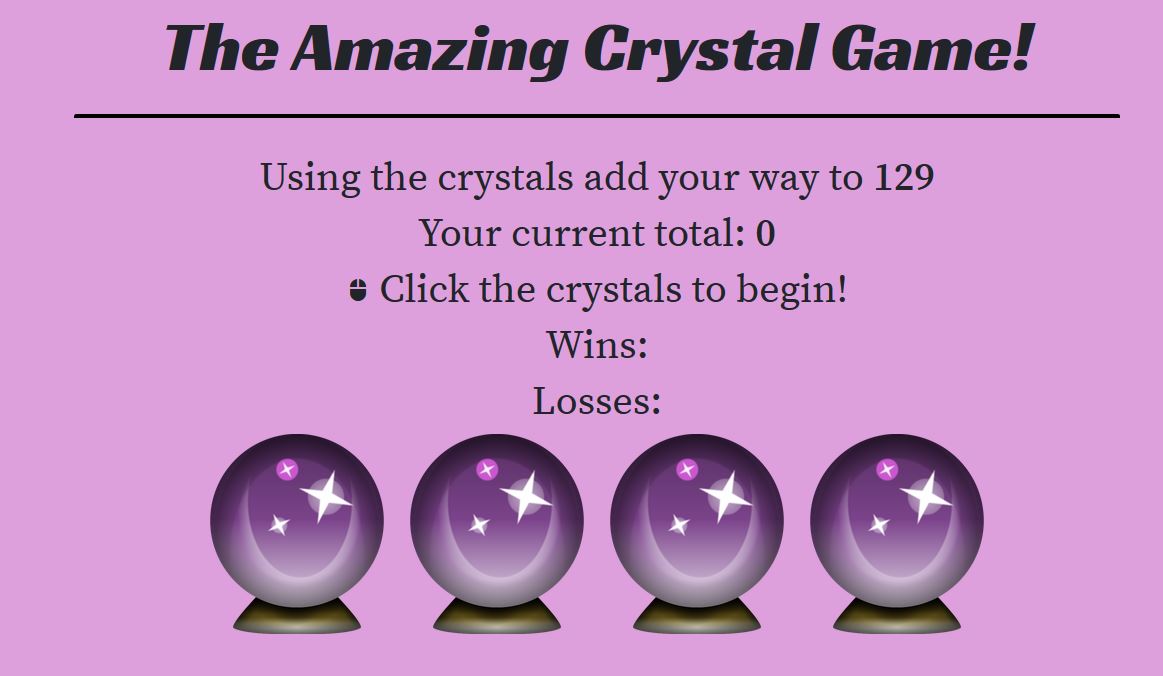 The Amazing Crystal Game!
Using the crystals add your way to 129
Your current total: 0
Click the crystals to begin!
Wins:
Losses: